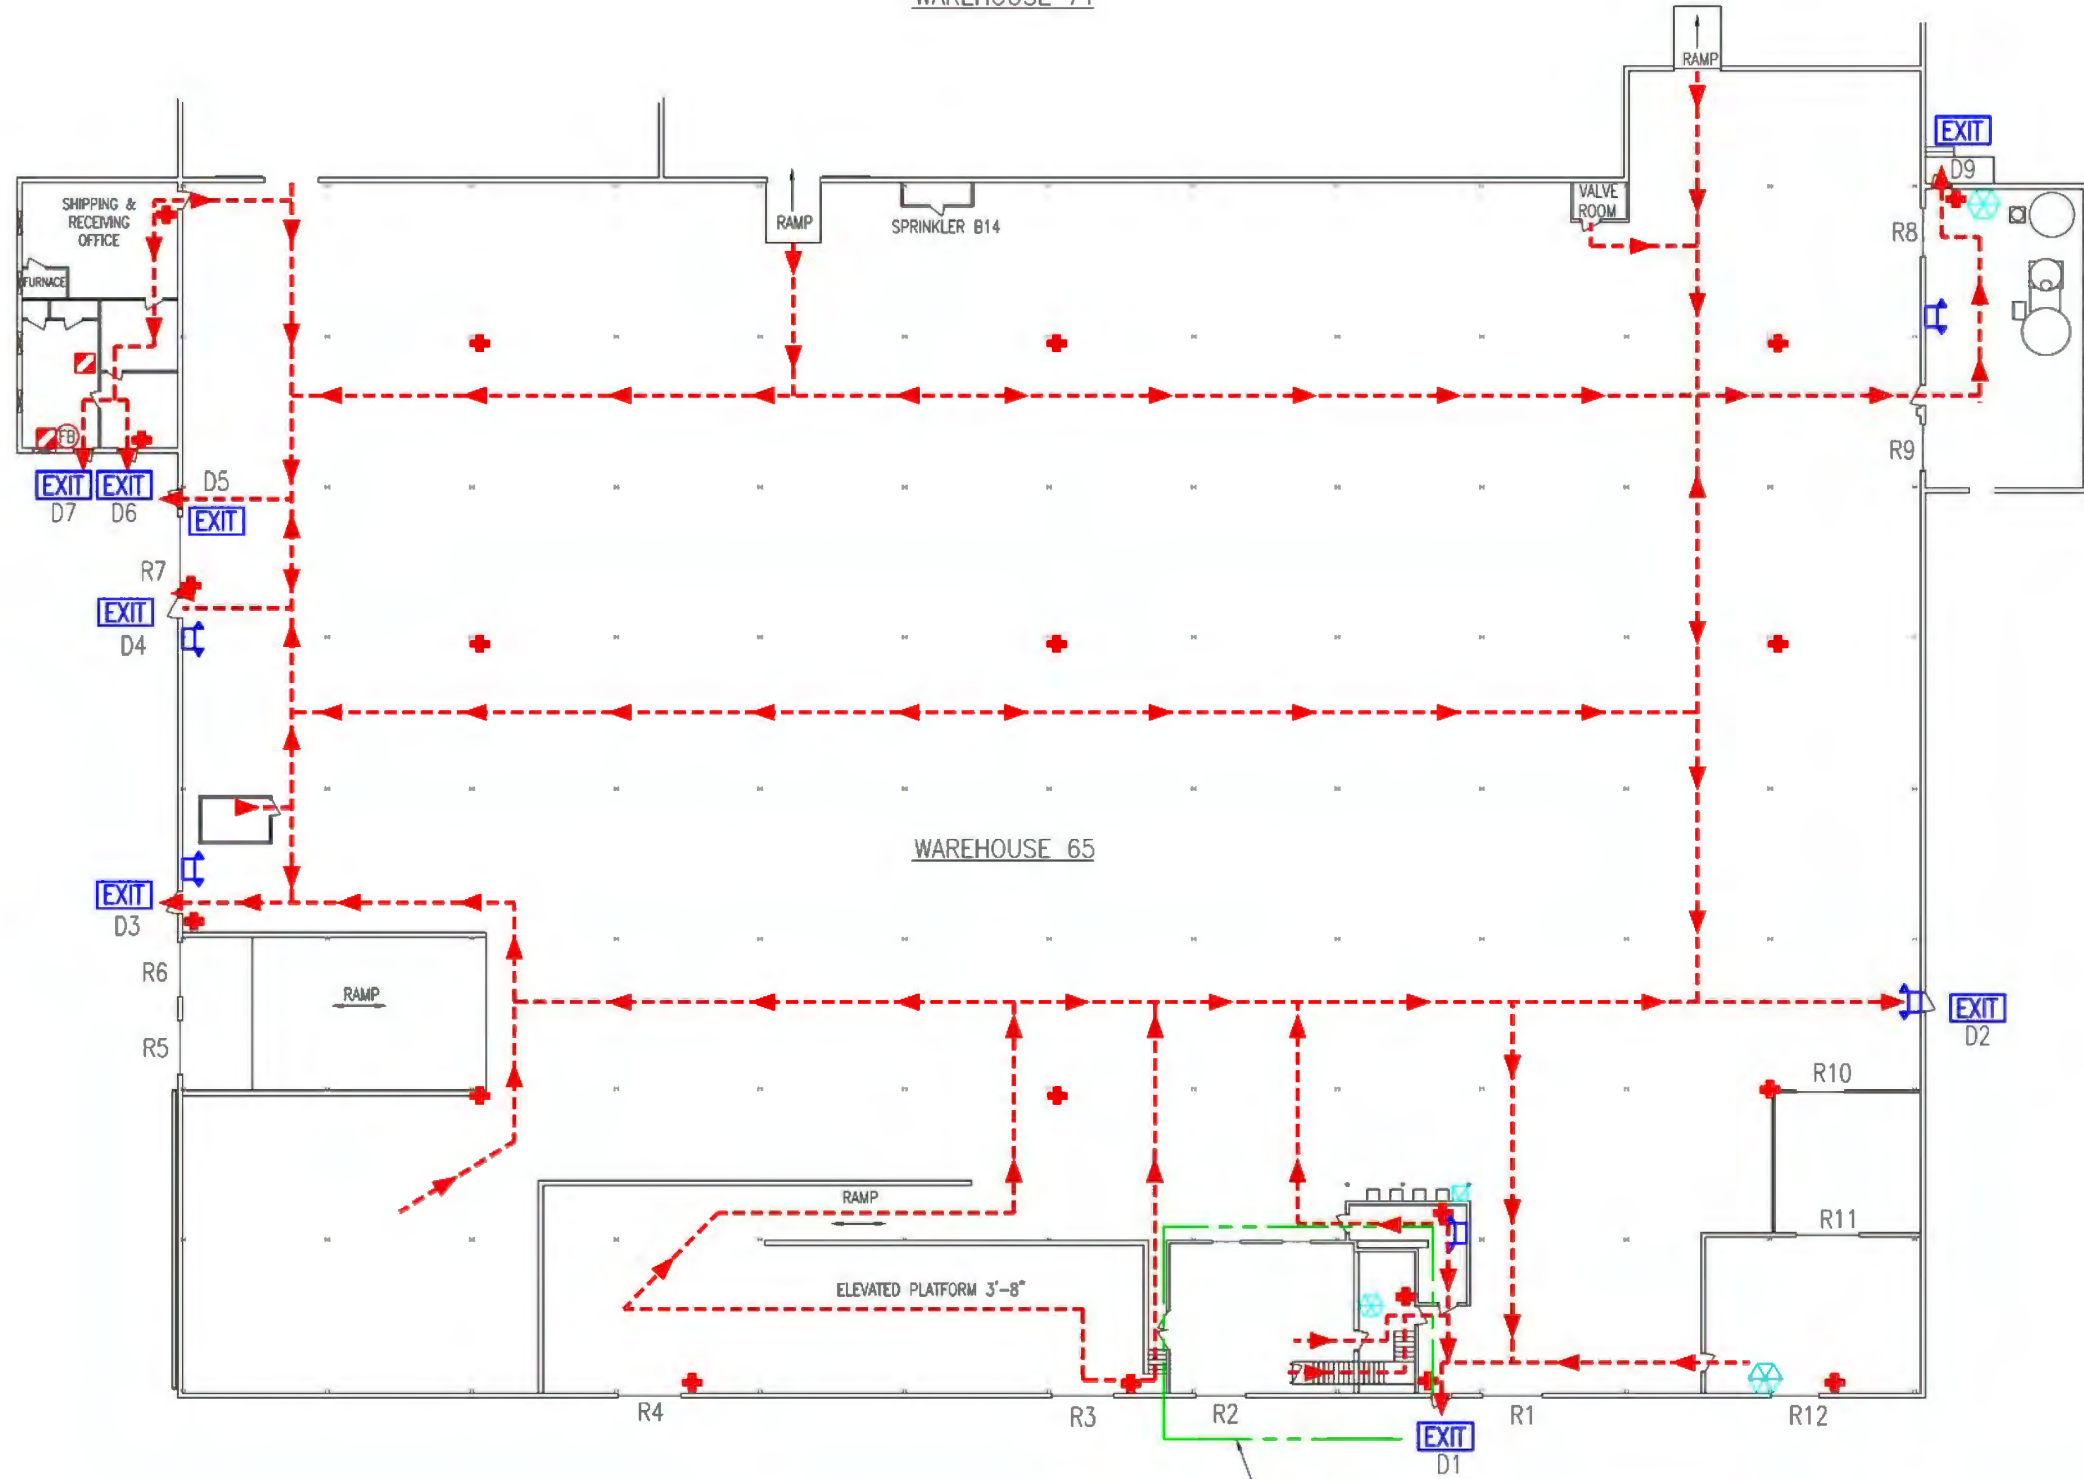 WAREHOUSE 71
RAMP
EXIT
D9
SHIPPING &
RECEIVING
OFFICE
RAMP
SPRINKLER B14
VALVE
ROOM
R8
FURNACE
FB
R9
EXIT
EXIT
D5
D7
D6
EXIT
R7
EXIT
D4
WAREHOUSE 65
EXIT
D3
R6
RAMP
EXIT
D2
R5
R10
RAMP
R11
ELEVATED PLATFORM 3'-8"
R4
R3
R2
R1
R12
EXIT
D1